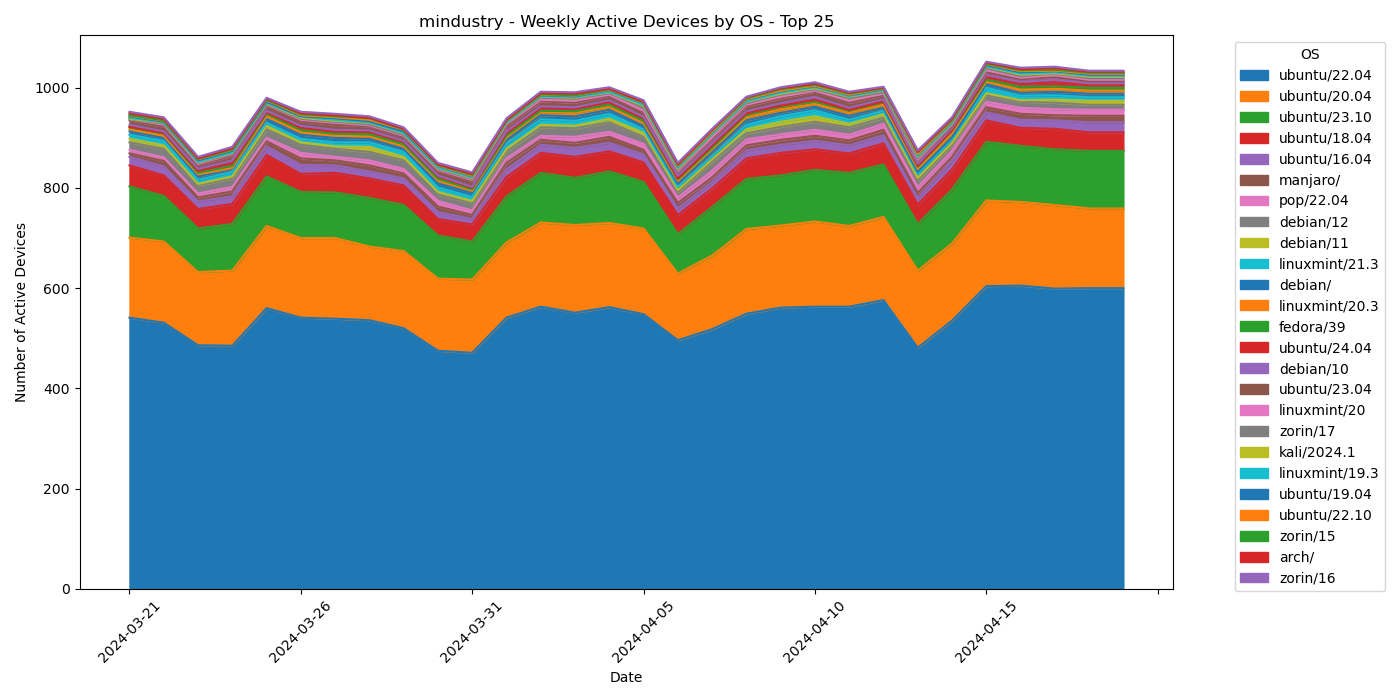 mindustry - Weekly Active Devices by OS - Top 25
Number of Active Devices
1000
800
600
400
200
0
2024-03-21
2024-03-26
2024-03-31
2024-04-05
2024-04-10
2024-04-15
Date
OS
ubuntu/22.04
ubuntu/20.04
ubuntu/23.10
ubuntu/18.04
ubuntu/16.04
manjaro/
pop/22.04
debian/12
debian/11
linuxmint/21.3
debian/
linuxmint/20.3
fedora/39
ubuntu/24.04
debian/10
ubuntu/23.04
linuxmint/20
zorin/17
kali/2024.1
linuxmint/19.3
ubuntu/19.04
ubuntu/22.10
zorin/15
arch/
zorin/16